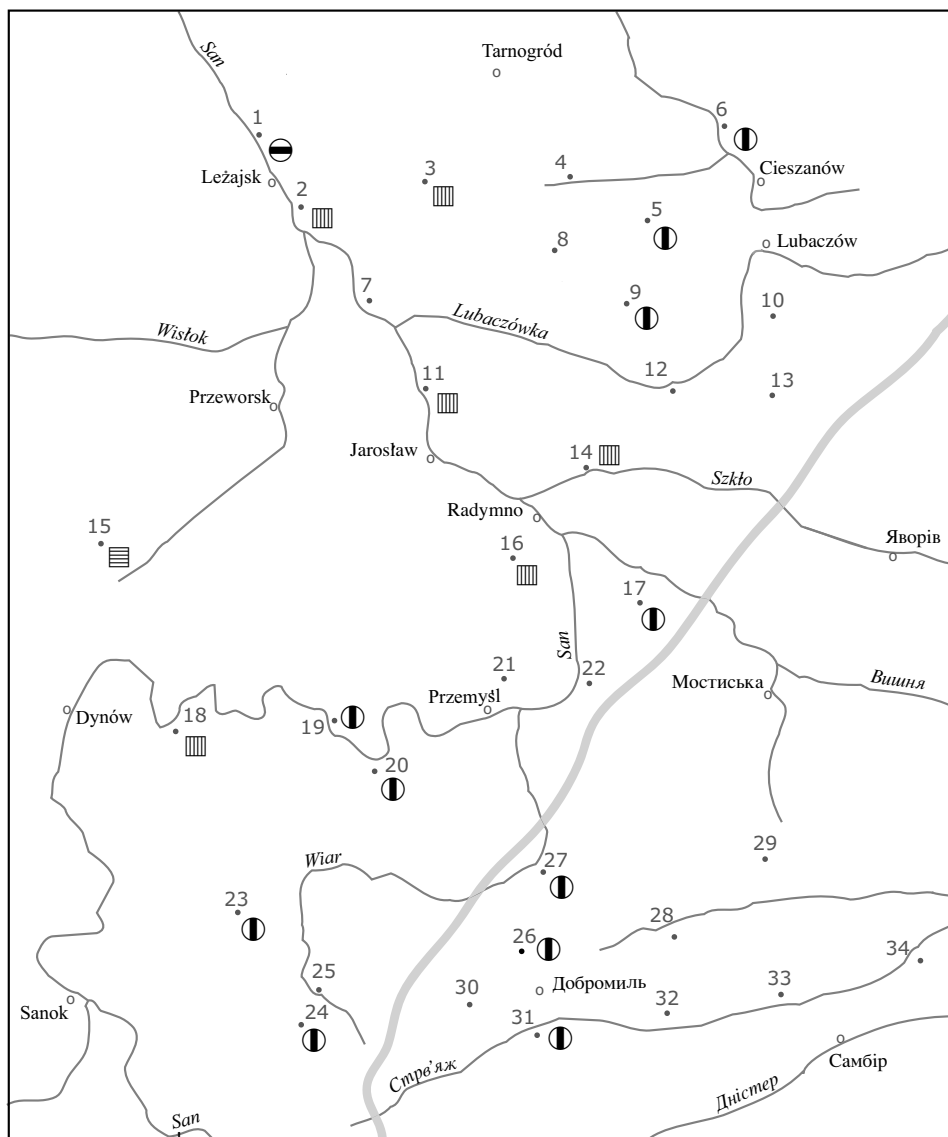 San
Tarnogród
1
6
Leżajsk
3
4
Cieszanów
2
5
8
Lubaczów
7
9
10
Wisłok
Lubaczówka
Przeworsk
11
12
13
Jarosław
14
Szkło
Radymno
15
16
Яворів
17
San
21
22
Мостиська
Вишня
Dynów
18
19
Przemyśl
20
Wiar
27
29
23
26
28
34
25
30
Добромиль
33
Sanok
24
31
32
Стрв'яж
Самбір
Дністер
San